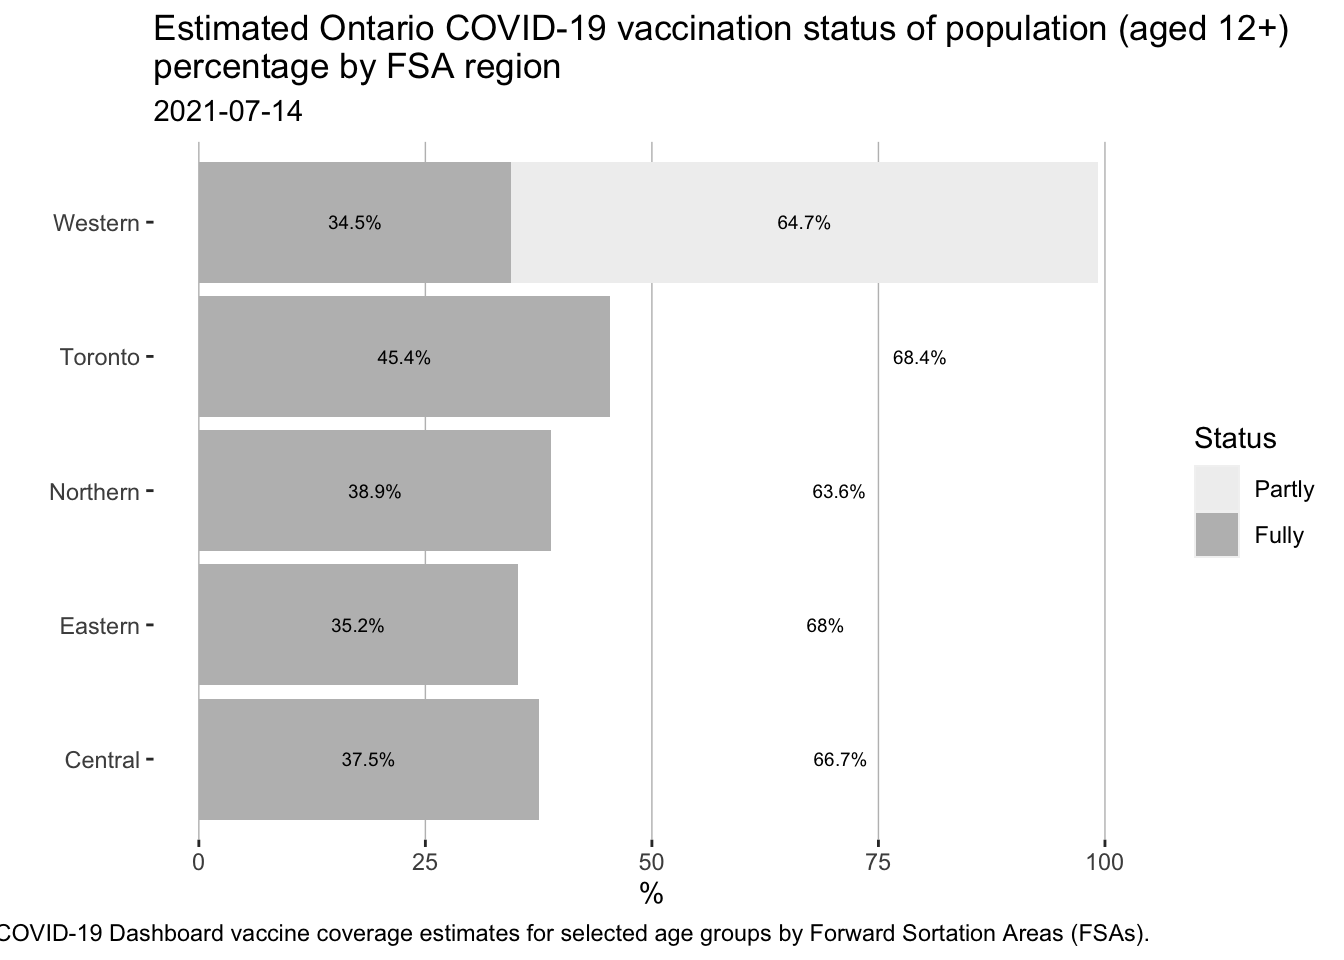 Estimated Ontario COVID-19 vaccination status of population (aged 12+)
percentage by FSA region
2021-07-14
Western
34.5%
64.7%
Toronto
45.4%
68.4%
Northern
38.9%
63.6%
Eastern
35.2%
68%
Central
37.5%
66.7%
Status
Partly
Fully
0
25
50
75
100
%
COVID-19 Dashboard vaccine coverage estimates for selected age groups by Forward Sortation Areas (FSAs).